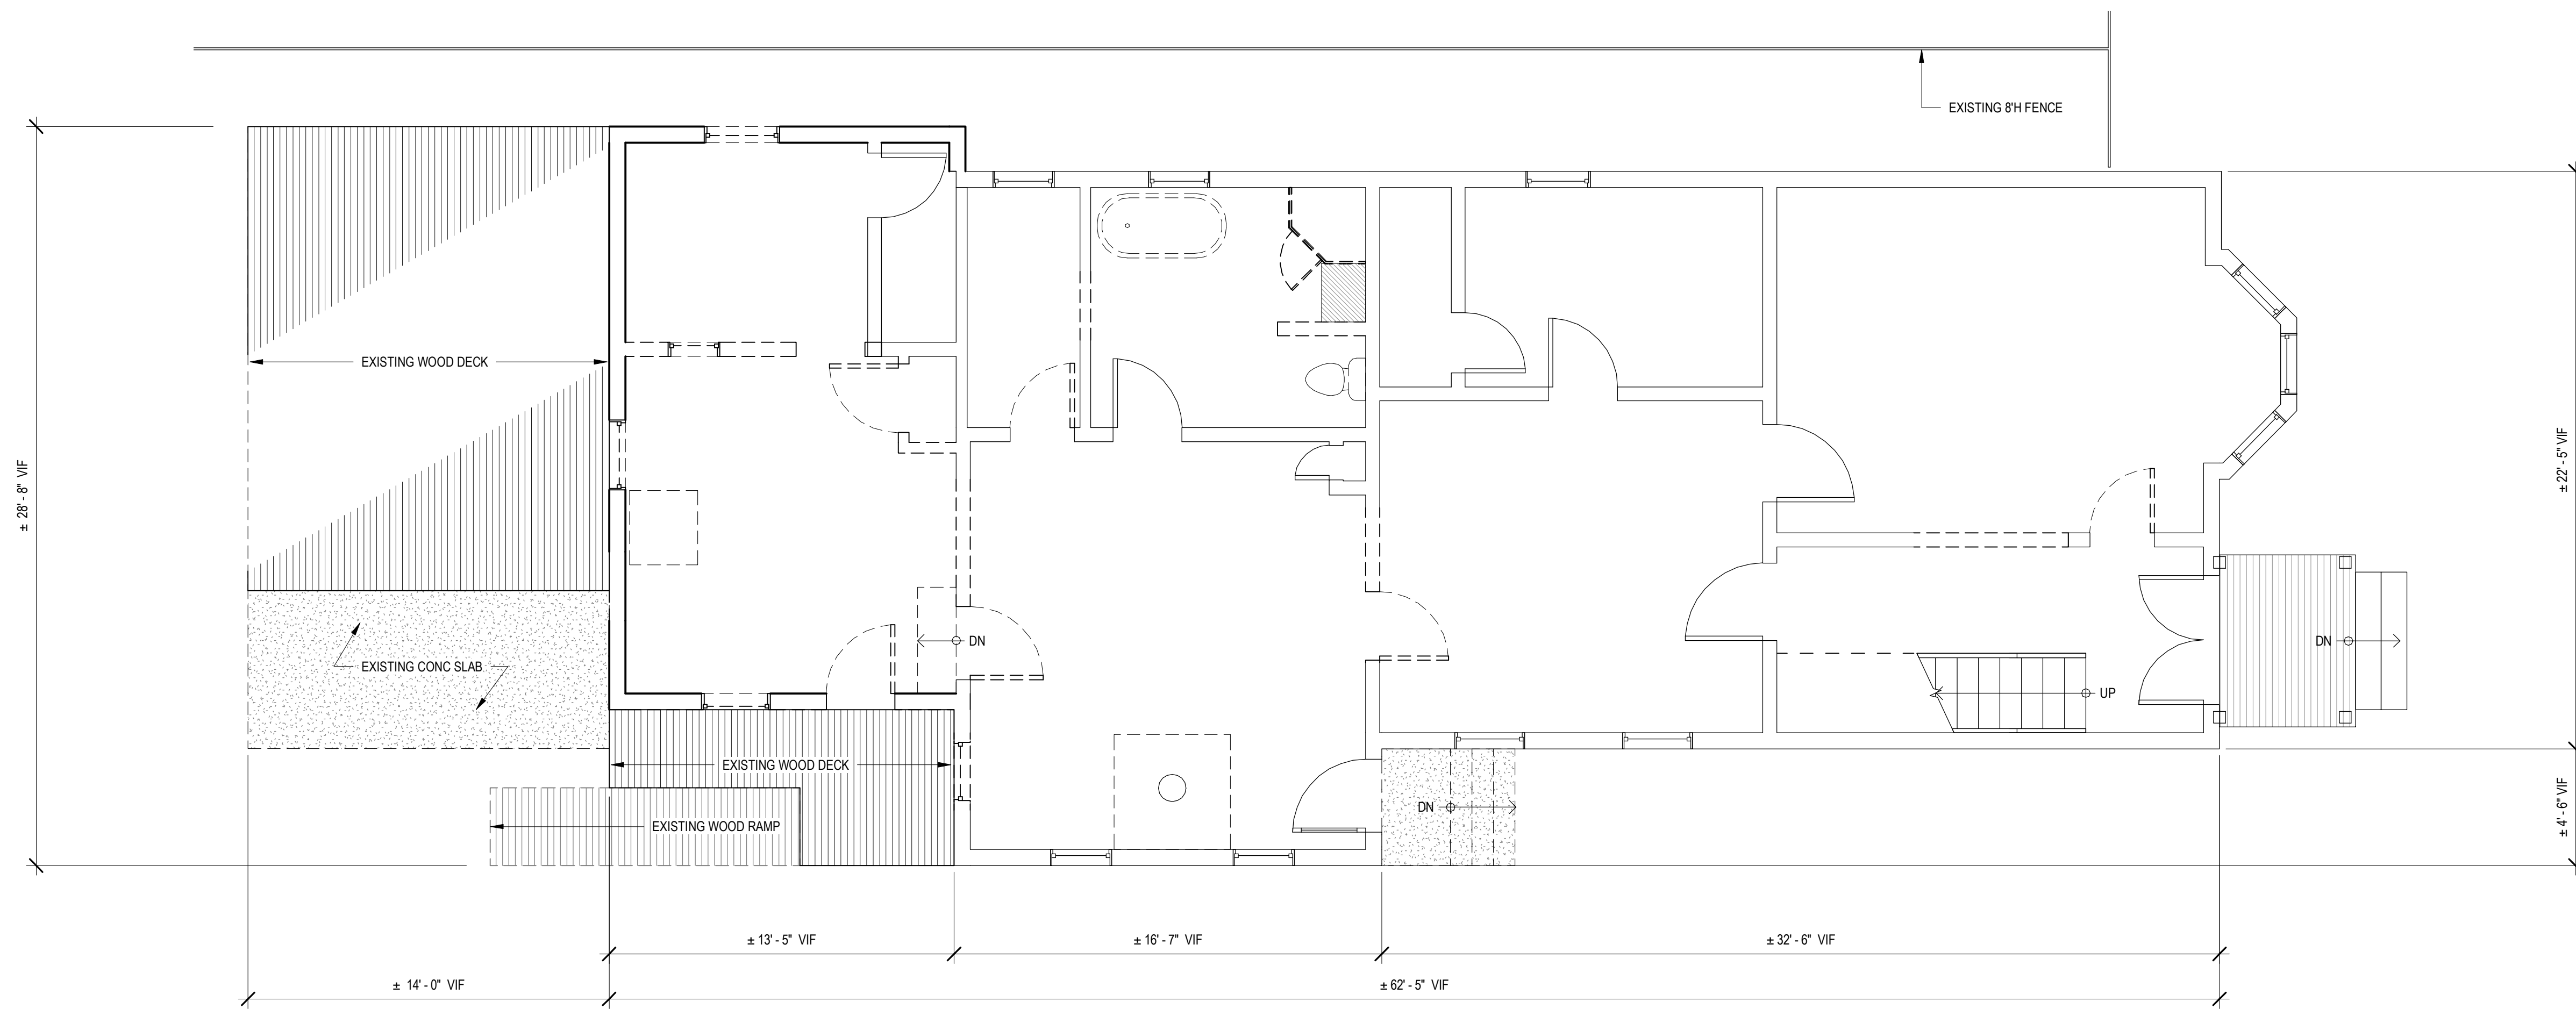 EXISTING 8'H FENCE
EXISTING WOOD DECK
± 28' - 8" VIF
± 22' - 5" VIF
DN
DN
EXISTING CONC SLAB
UP
EXISTING WOOD DECK
DN
± 4' - 6" VIF
EXISTING WOOD RAMP
± 13' - 5" VIF
± 16' - 7" VIF
± 32' - 6" VIF
± 14' - 0" VIF
± 62' - 5" VIF